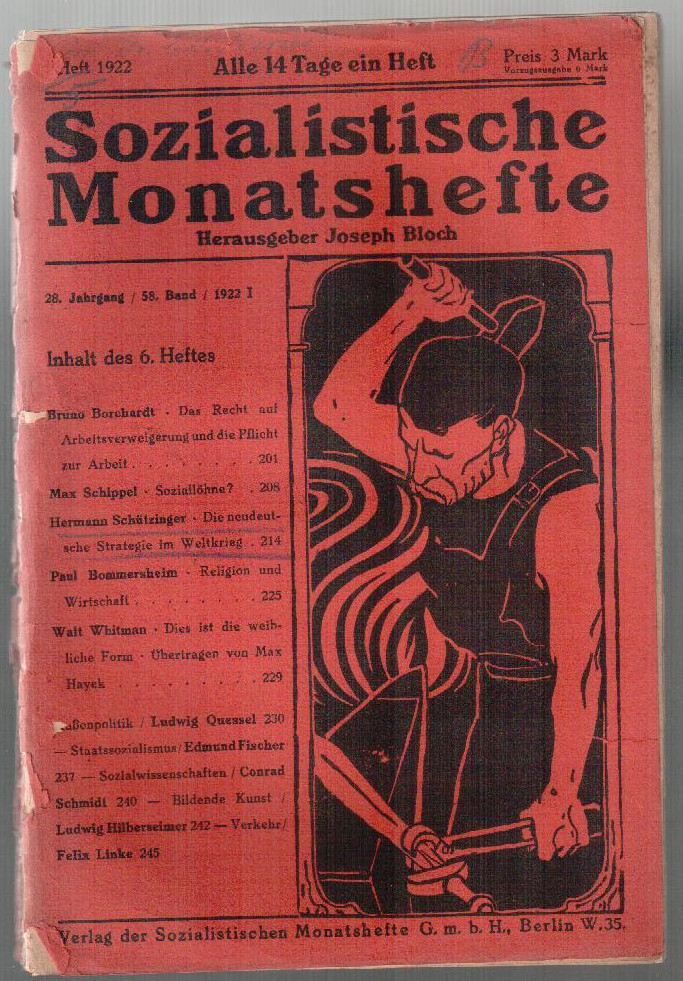 Heft 1922
Alle 14 Tage ein Heft
Preis 3 Mark
Vorzugsausgabe 6 Mark
Sozialistische
Monatshefte
Herausgeber Joseph Bloch
28. Jahrgang / 58. Band / 1922 I
Inhalt des 6. Heftes
Bruno Borchardt · Das Recht auf
Arbeitsverweigerung und die Pflicht
zur Arbeit . . . . . . . . . 201
Max Schippel · Soziallöhne? . 208
Hermann Schützinger · Die neudeut-
sche Strategie im Weltkrieg . 214
Paul Bommersheim · Religion und
Wirtschaft . . . . . . . . . 225
Walt Whitman · Dies ist die weib-
liche Form · Übertragen von Max
Hayek . . . . . . . . . . 229
ußenpolitik / Ludwig Quessel 230
— Staatssozialismus / Edmund Fischer
237 — Sozialwissenschaften / Conrad
Schmidt 240 — Bildende Kunst /
Ludwig Hilberseimer 242 — Verkehr /
Felix Linke 245
Verlag der Sozialistischen Monatshefte G. m. b. H., Berlin W. 35.